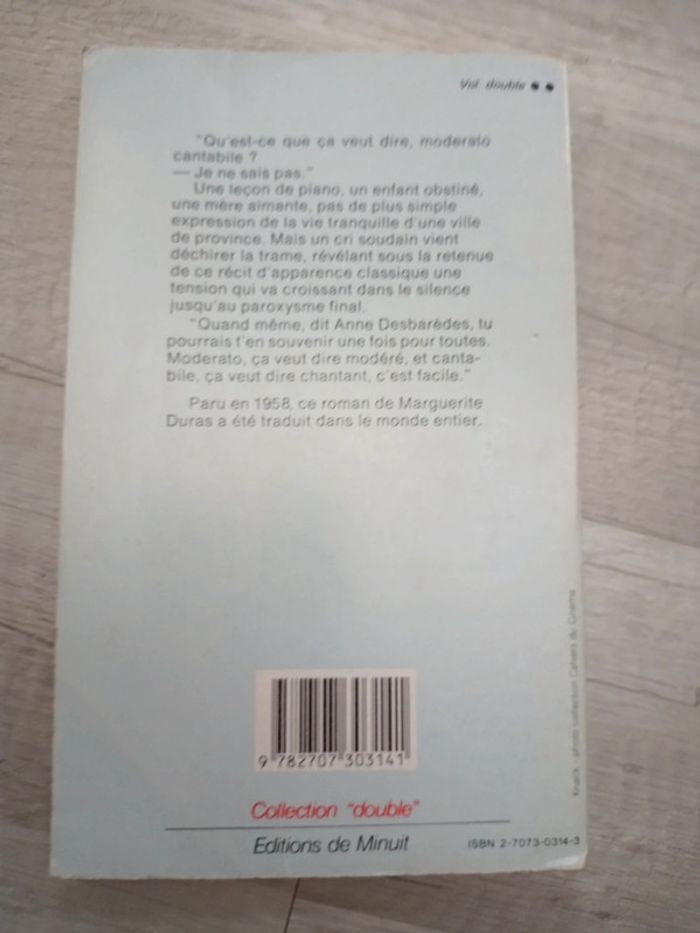 Vol. double ●●
"Qu'est-ce que ça veut dire, moderato
cantabile ?
— Je ne sais pas."
Une leçon de piano, un enfant obstiné,
une mère aimante, pas de plus simple
expression de la vie tranquille d'une ville
de province. Mais un cri soudain vient
déchirer la trame, révélant sous la retenue
de ce récit d'apparence classique une
tension qui va croissant dans le silence
jusqu'au paroxysme final.
"Quand même, dit Anne Desbarèdes, tu
pourrais t'en souvenir une fois pour toutes.
Moderato, ça veut dire modéré, et canta-
bile, ça veut dire chantant, c'est facile."
Paru en 1958, ce roman de Marguerite
Duras a été traduit dans le monde entier.
photo collection Cahiers du Cinéma
9 782707 303141
Collection "double"
Editions de Minuit
ISBN 2-7073-0314-3